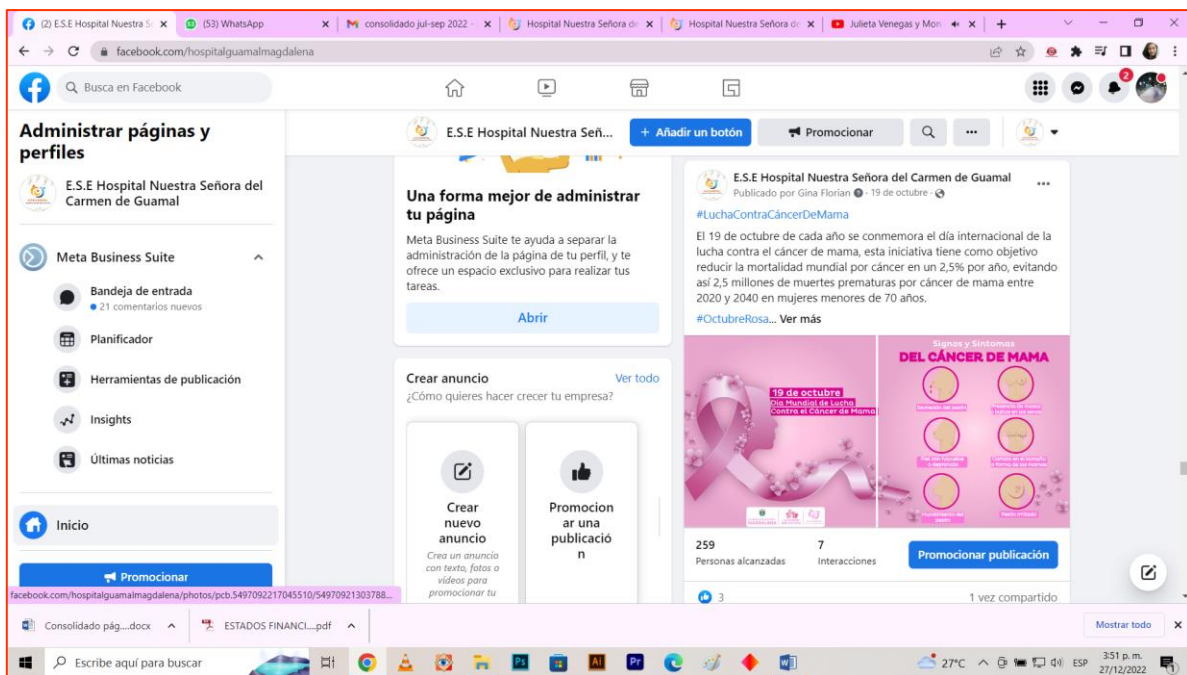 (2) E.S.E Hospital Nuestra S
(53) WhatsApp
consolidado jul-sep 2022 -
Hospital Nuestra Señora de
Hospital Nuestra Señora de
Julieta Venegas y Mon
facebook.com/hospitalguamalmagdalena
Busca en Facebook
2
Administrar páginas y
perfiles
E.S.E Hospital Nuestra Señora del
Carmen de Guamal
Meta Business Suite
Bandeja de entrada
21 comentarios nuevos
Planificador
Herramientas de publicación
Insights
Últimas noticias
Inicio
Promocionar
facebook.com/hospitalguamalmagdalena/photos/pcb.5497092217045510/54970921303788...
E.S.E Hospital Nuestra Señ...
+ Añadir un botón
Promocionar
Una forma mejor de administrar
tu página
Meta Business Suite te ayuda a separar la
administración de la página de tu perfil, y te
ofrece un espacio exclusivo para realizar tus
tareas.
Abrir
Crear anuncio
Ver todo
¿Cómo quieres hacer crecer tu empresa?
Crear
nuevo
anuncio
Crea un anuncio
con texto, fotos o
vídeos para
promocionar tu
Promocion
ar una
publicació
n
E.S.E Hospital Nuestra Señora del Carmen de Guamal
Publicado por Gina Florian · 19 de octubre ·
#LuchaContraCáncerDeMama
El 19 de octubre de cada año se conmemora el día internacional de la
lucha contra el cáncer de mama, esta iniciativa tiene como objetivo
reducir la mortalidad mundial por cáncer en un 2,5% por año, evitando
así 2,5 millones de muertes prematuras por cáncer de mama entre
2020 y 2040 en mujeres menores de 70 años.
#OctubreRosa... Ver más
19 de octubre
Día Mundial de Lucha
Contra el Cáncer de Mama
Signos y Síntomas
DEL CÁNCER DE MAMA
259
Personas alcanzadas
7
Interacciones
Promocionar publicación
3
1 vez compartido
Consolidado pág....docx
ESTADOS FINANCI....pdf
Mostrar todo
Escribe aquí para buscar
Ps
Ai
Pr
27°C
ESP
3:51 p. m.
27/12/2022
1